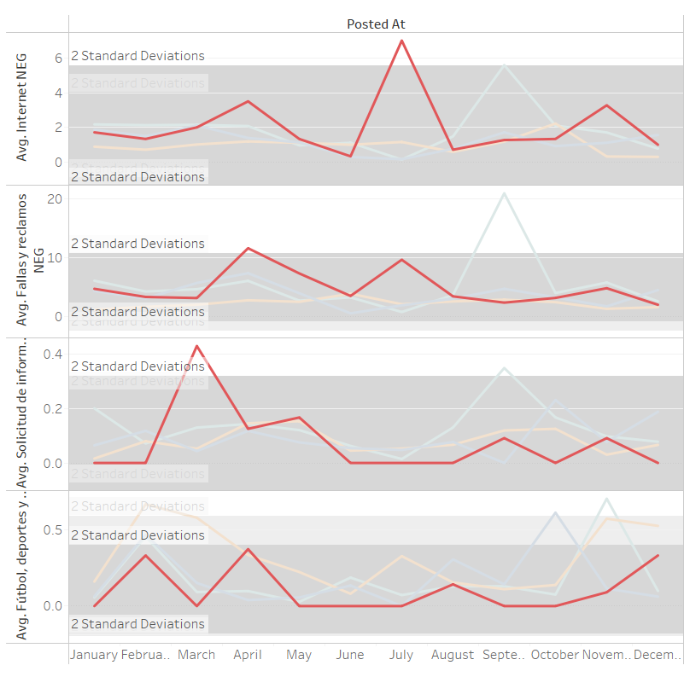 Posted At
Avg. Internet NEG
6
4
2
0
2 Standard Deviations
2 Standard Deviations
2 Standard Deviations
Avg. Fallas y reclamos
NEG
20
10
0
2 Standard Deviations
2 Standard Deviations
2 Standard Deviations
Avg. Solicitud de inform..
0.4
0.2
0.0
2 Standard Deviations
2 Standard Deviations
2 Standard Deviations
Avg. Fútbol, deportes y ..
0.5
0.0
2 Standard Deviations
2 Standard Deviations
2 Standard Deviations
January Februa.. March April May June July August Septe.. October Novem.. Decem..